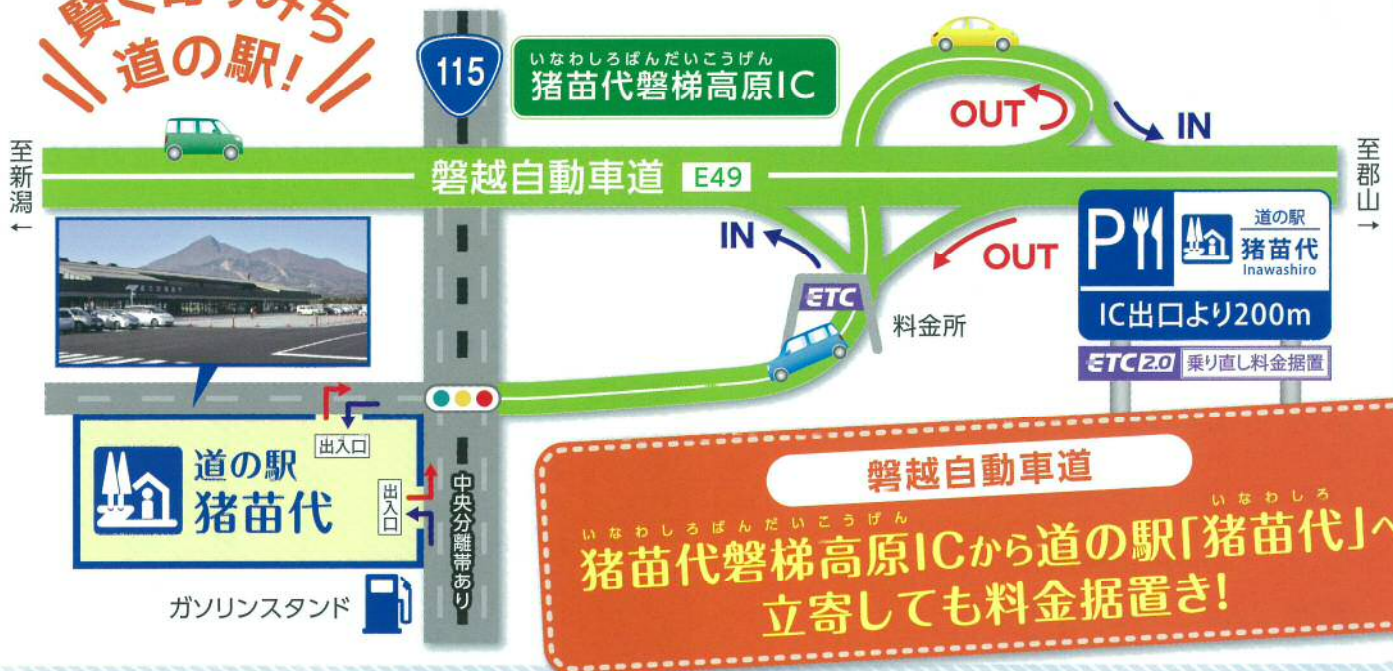 道の駅!
115
いなわしろばんだいこうげん
猪苗代磐梯高原IC
OUT
IN
至新潟
←
磐越自動車道 E49
至郡山
→
IN
OUT
ETC
料金所
P
道の駅
猪苗代
Inawashiro
IC出口より200m
ETC2.0 乗り直し料金据置
出入口
道の駅
猪苗代
出入口
中央分離帯あり
ガソリンスタンド
磐越自動車道
いなわしろばんだいこうげん いなわしろ
猪苗代磐梯高原ICから道の駅「猪苗代」へ
立寄しても料金据置き!